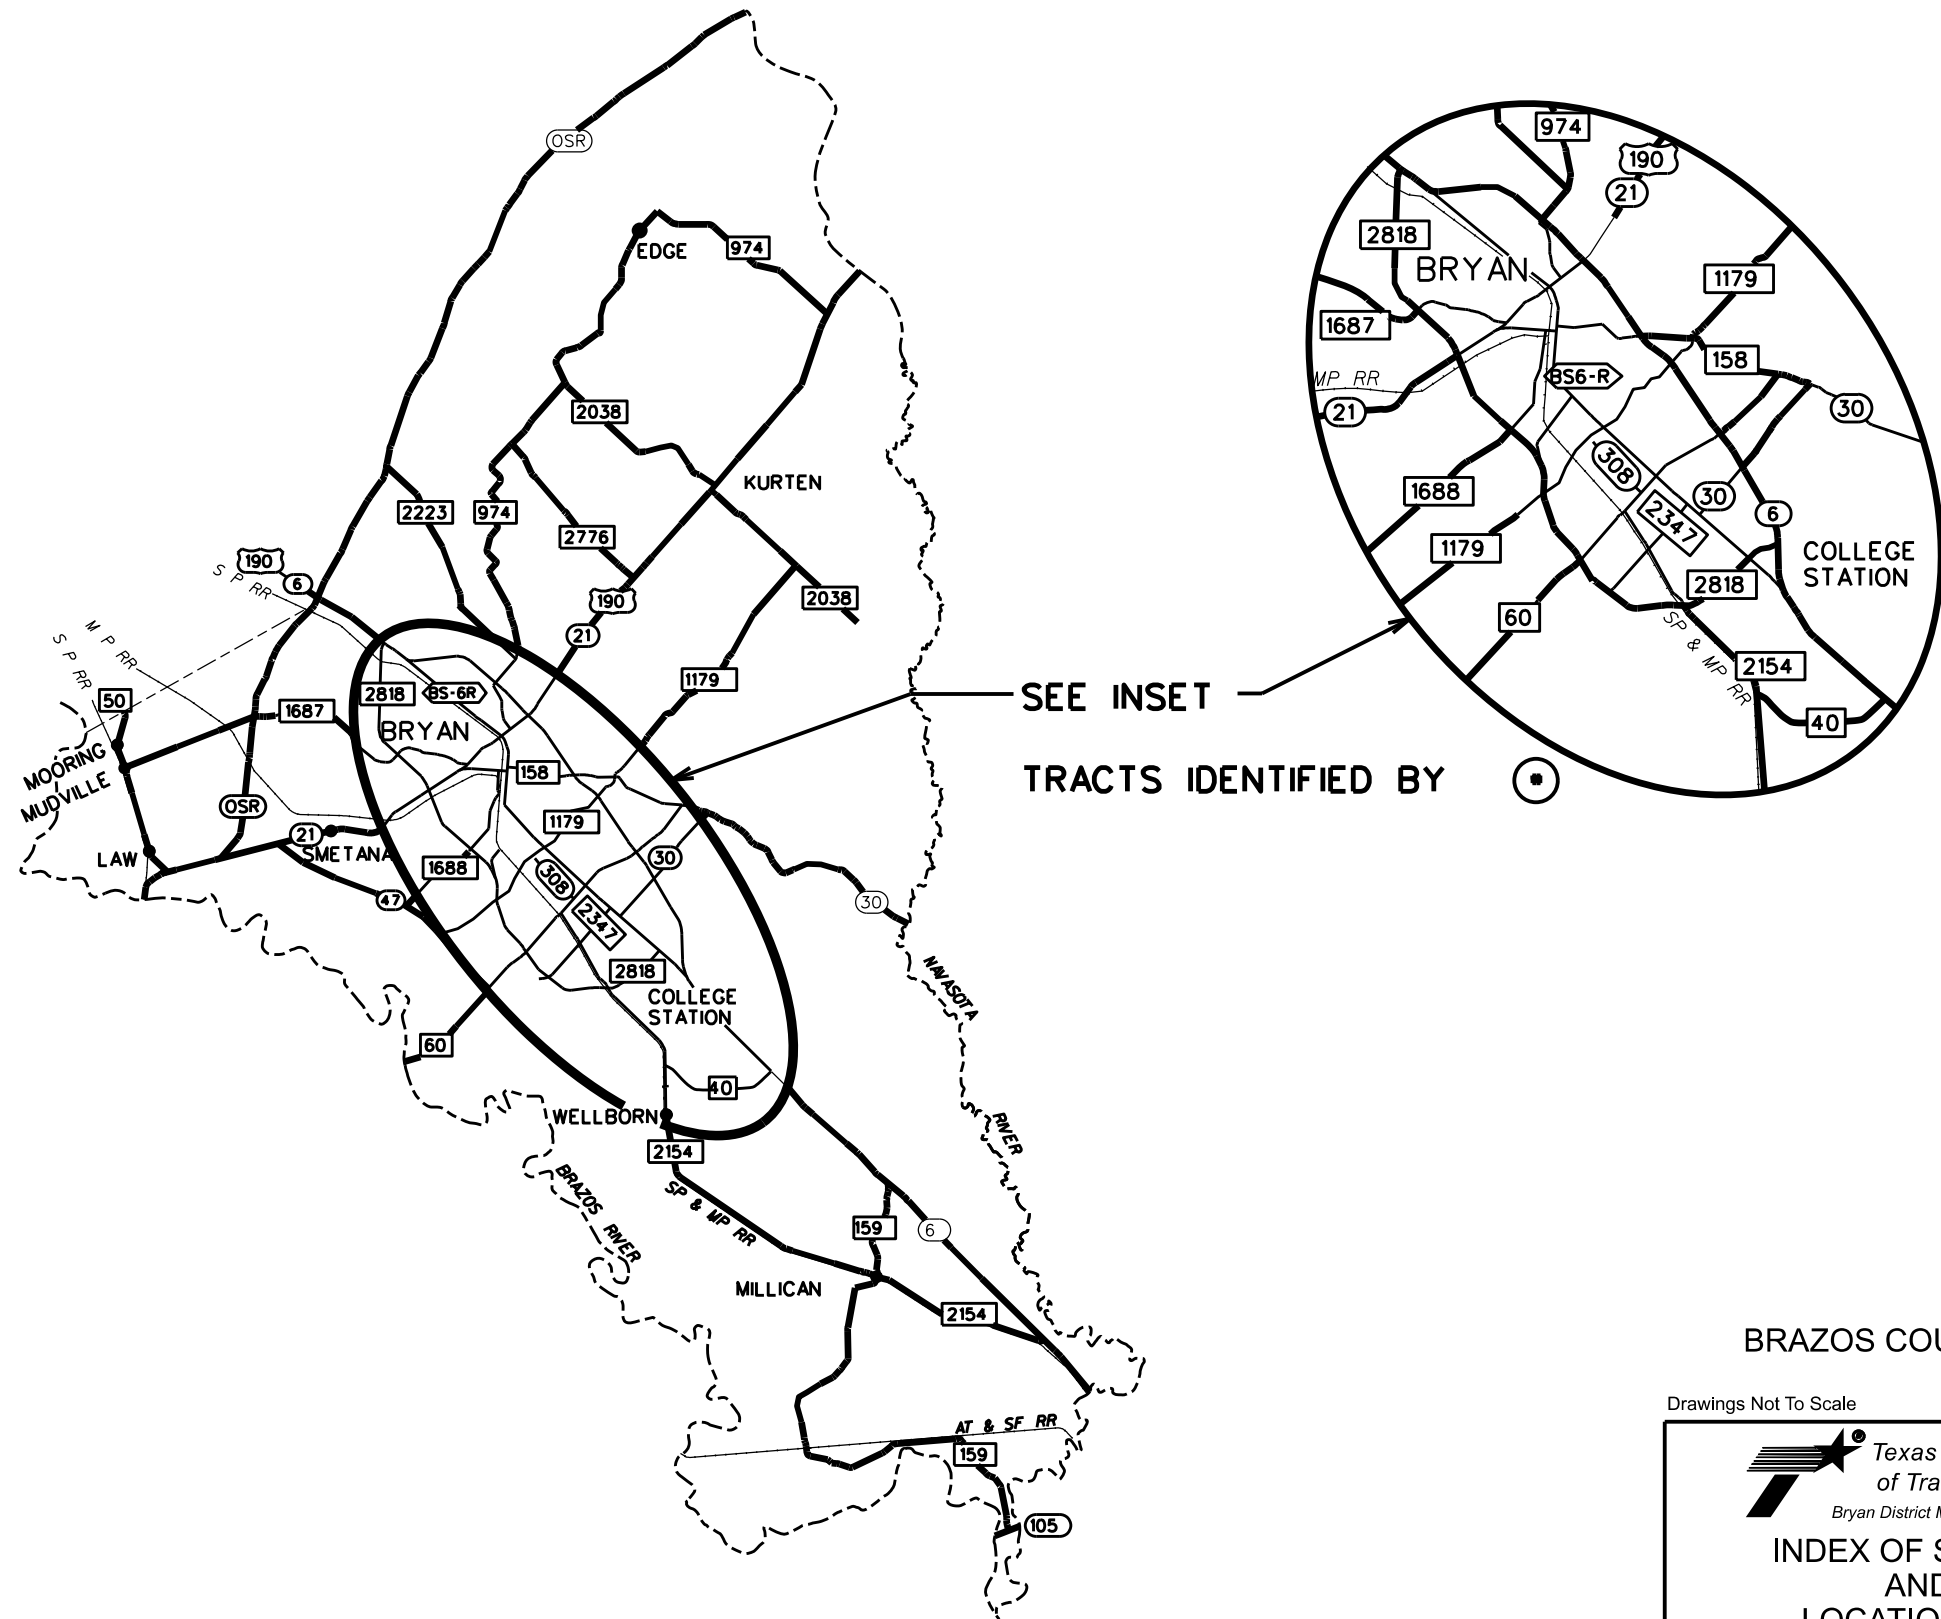 OSR
EDGE
974
2038
KURTEN
2223
974
2776
190
6
S P RR
190
2038
21
M P RR
S P RR
50
1687
2818
BS-6R
1179
BRYAN
MOORING
MUDVILLE
158
OSR
21
SMETANA
1179
LAW
1688
30
47
308
30
2347
2818
NAVASOTA
COLLEGE
STATION
60
40
WELLBORN
RIVER
2154
BRAZOS RIVER
SP & MP RR
159
6
MILLICAN
2154
AT & SF RR
159
105
974
190
21
2818
BRYAN
1179
1687
158
MP RR
BS6-R
21
30
308
1688
30
2347
6
1179
COLLEGE
STATION
2818
60
SP & MP RR
2154
40
SEE INSET
TRACTS IDENTIFIED BY *
BRAZOS COU
Drawings Not To Scale
®
Texas
of Tra
Bryan District M
INDEX OF S
AND
LOCATIO